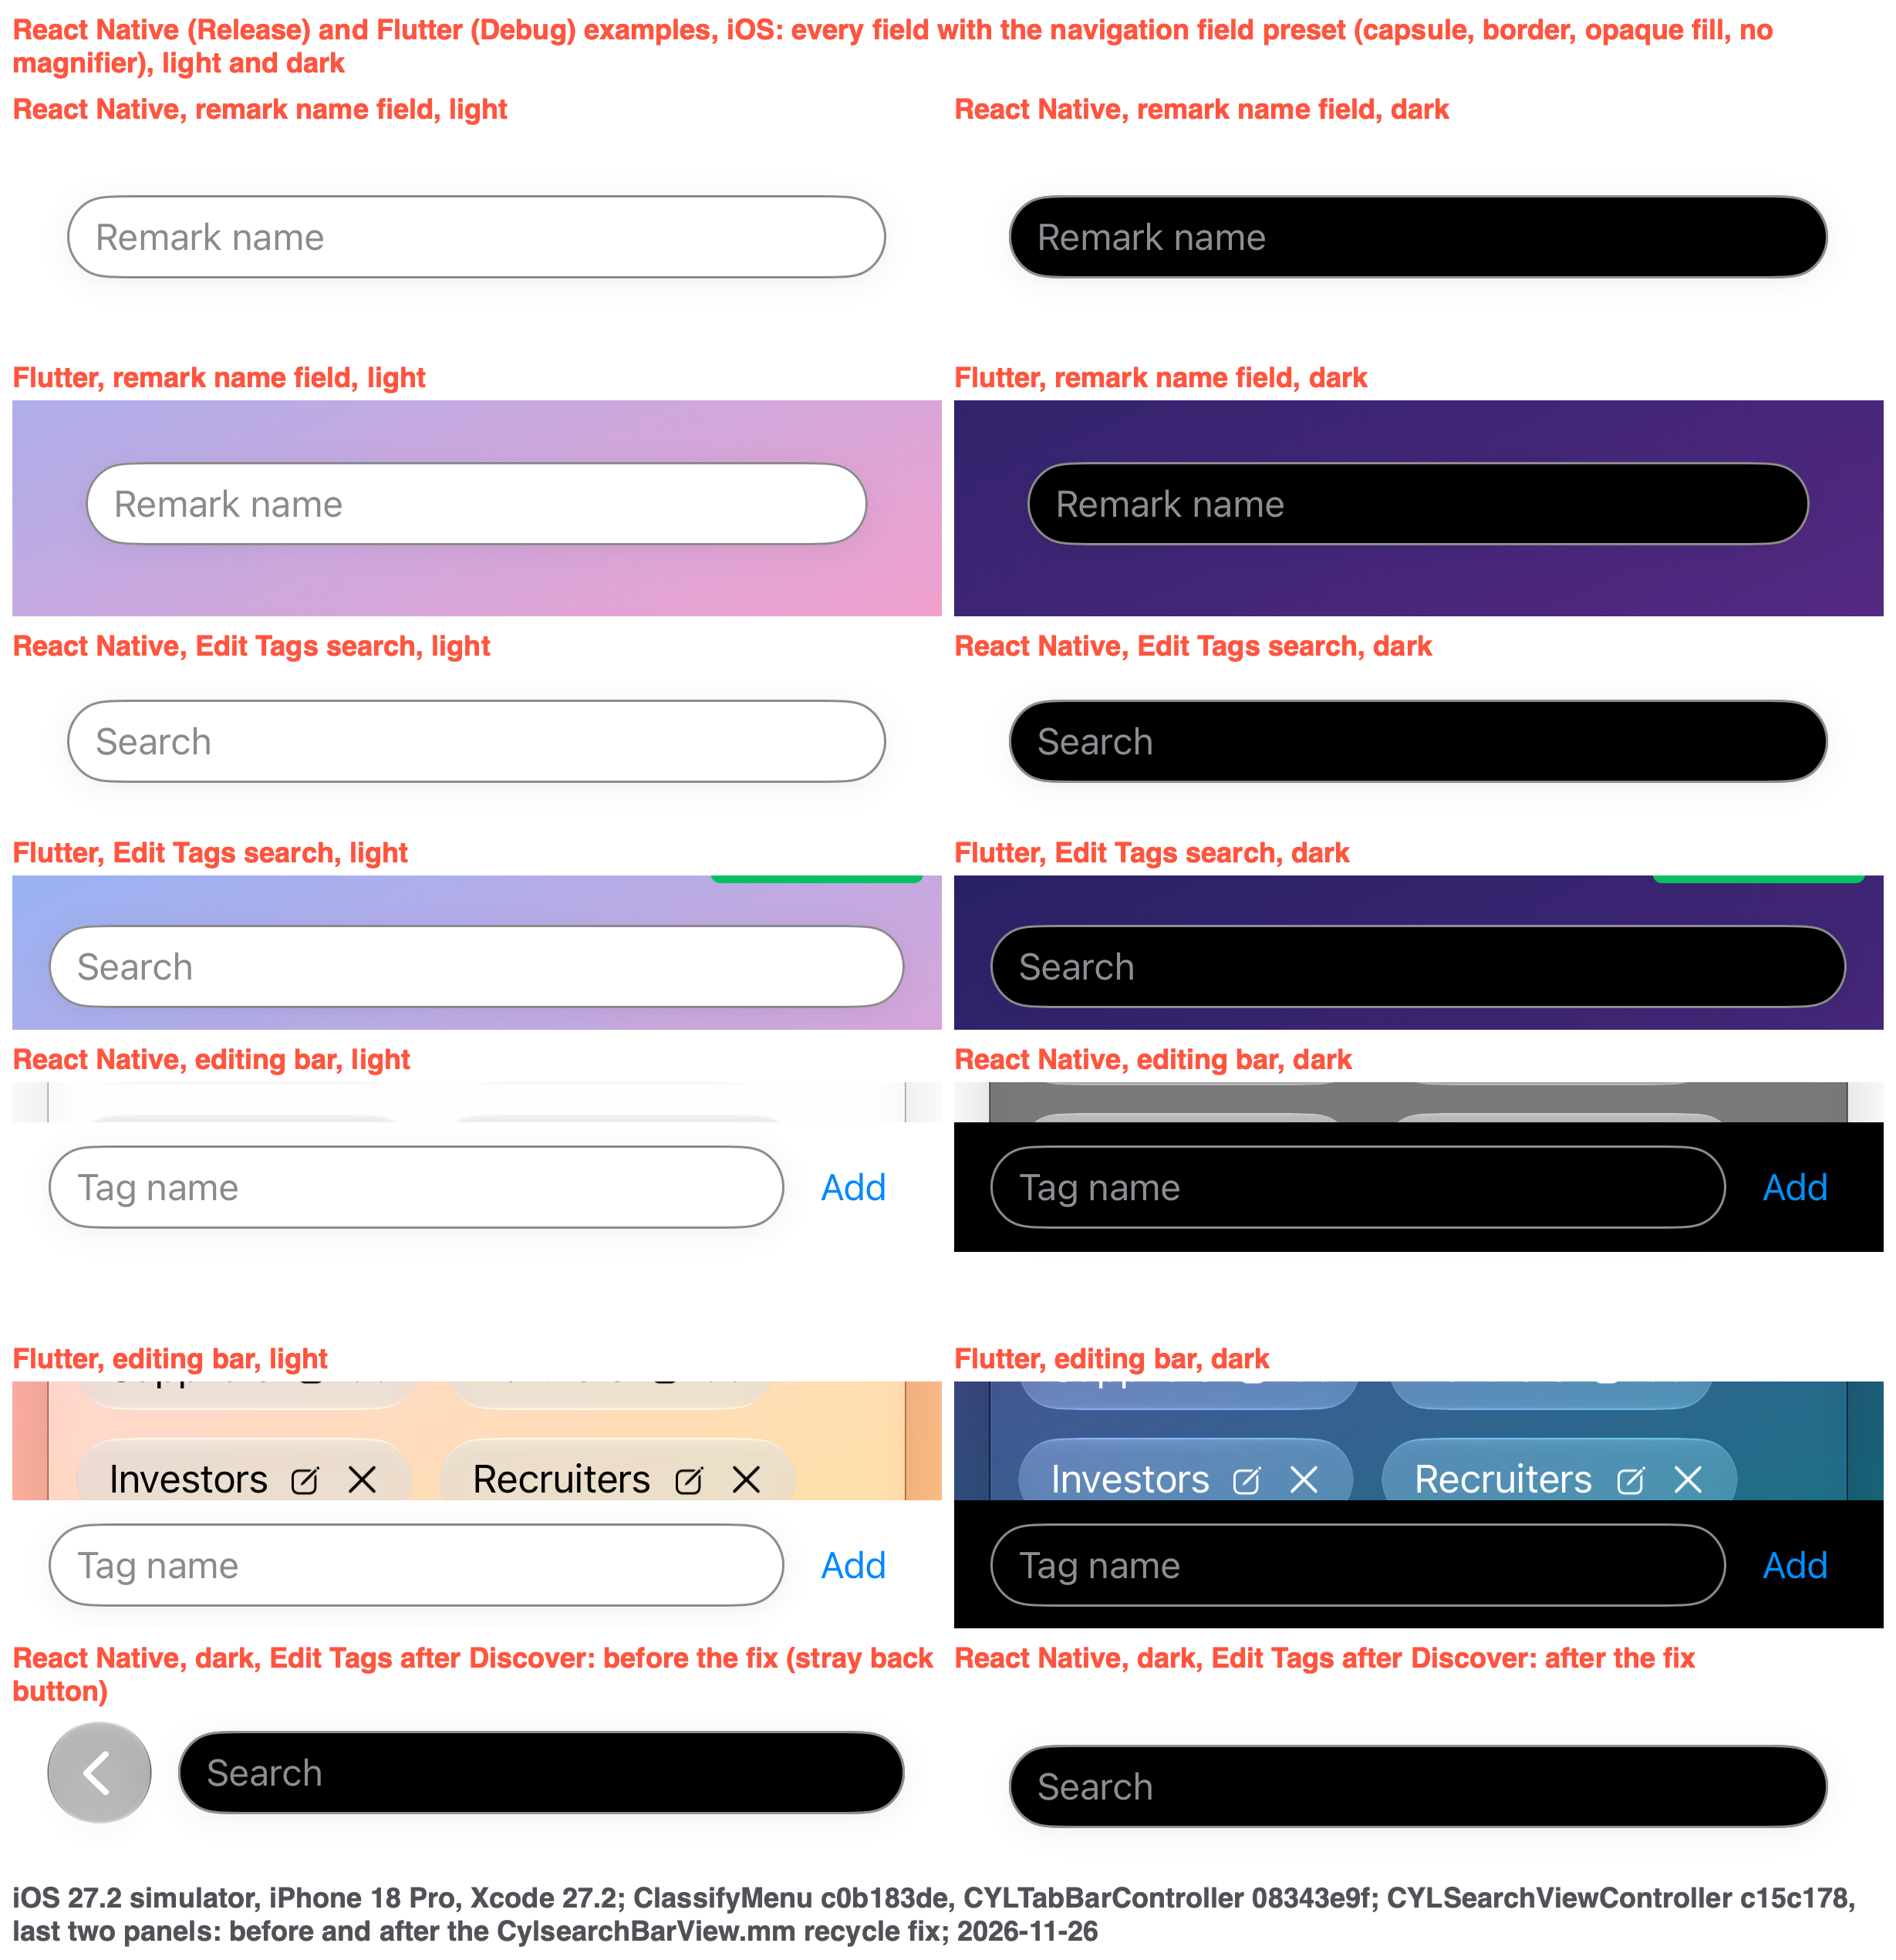 React Native (Release) and Flutter (Debug) examples, iOS: every field with the navigation field preset (capsule, border, opaque fill, no
magnifier), light and dark
React Native, remark name field, light
React Native, remark name field, dark
Remark name
Remark name
Flutter, remark name field, light
Flutter, remark name field, dark
Remark name
Remark name
React Native, Edit Tags search, light
React Native, Edit Tags search, dark
Search
Search
Flutter, Edit Tags search, light
Flutter, Edit Tags search, dark
Search
Search
React Native, editing bar, light
React Native, editing bar, dark
Tag name
Add
Tag name
Add
Flutter, editing bar, light
Flutter, editing bar, dark
Investors
Recruiters
Investors
Recruiters
Tag name
Add
Tag name
Add
React Native, dark, Edit Tags after Discover: before the fix (stray back
button)
React Native, dark, Edit Tags after Discover: after the fix
Search
Search
iOS 27.2 simulator, iPhone 18 Pro, Xcode 27.2; ClassifyMenu c0b183de, CYLTabBarController 08343e9f; CYLSearchViewController c15c178,
last two panels: before and after the CylsearchBarView.mm recycle fix; 2026-11-26